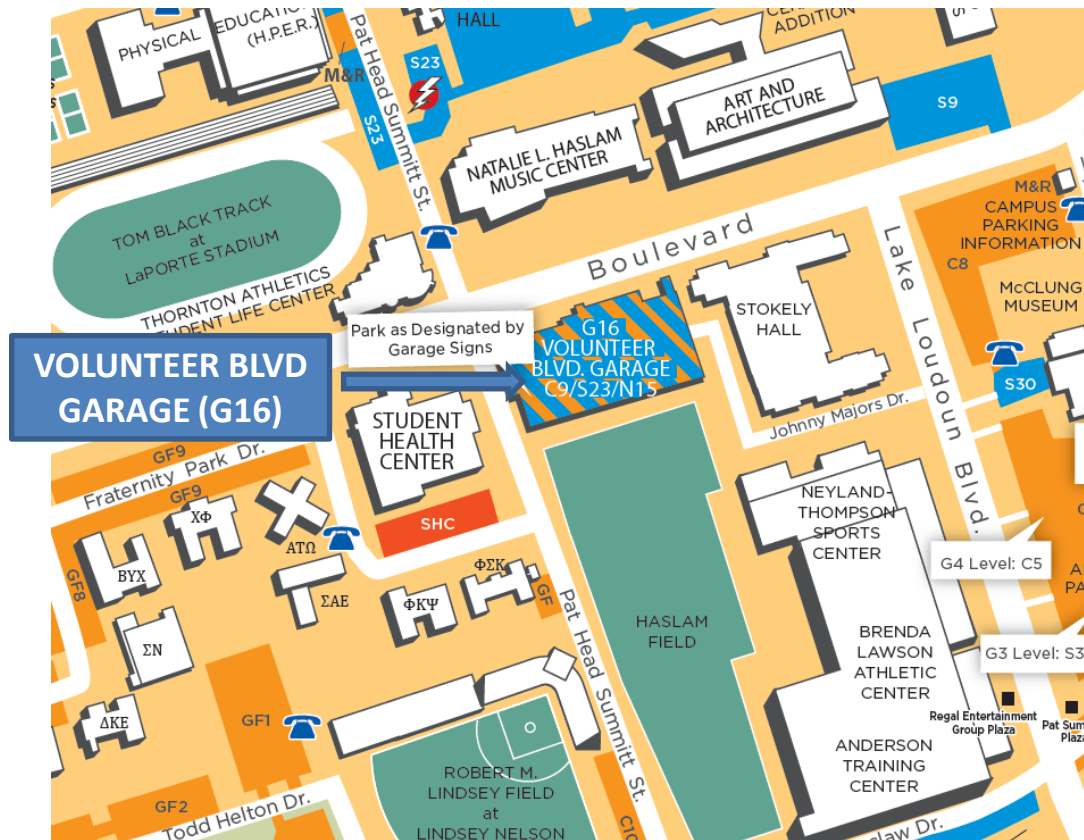 PHYSICAL EDUCATION
(H.P.E.R.)
HALL
ADDITION
Pat Head Summitt St.
M&R
S23
S23
ART AND
ARCHITECTURE
S9
NATALIE L. HASLAM
MUSIC CENTER
M&R
CAMPUS
PARKING
INFORMATION
C8
TOM BLACK TRACK
at
LaPORTE STADIUM
Boulevard
Lake Loudoun Blvd.
McCLUNG
MUSEUM
THORNTON ATHLETICS
STUDENT LIFE CENTER
STOKELY
HALL
Park as Designated by
Garage Signs
G16
VOLUNTEER
BLVD. GARAGE
C9/S23/N15
VOLUNTEER BLVD
GARAGE (G16)
S30
Johnny Majors Dr.
STUDENT
HEALTH
CENTER
GF9
Fraternity Park Dr.
GF9
ΧΦ
ΑΤΩ
SHC
NEYLAND-
THOMPSON
SPORTS
CENTER
G4 Level: C5
ΒΥΧ
GF8
ΣΑΕ
ΦΣΚ
GF
ΦΚΨ
ΣΝ
HASLAM
FIELD
Pat Head Summitt St.
BRENDA
LAWSON
ATHLETIC
CENTER
G3 Level: S3
ΔΚΕ
GF1
Regal Entertainment
Group Plaza
Pat Sum
Plaza
ANDERSON
TRAINING
CENTER
ROBERT M.
LINDSEY FIELD
at
LINDSEY NELSON
GF2
Todd Helton Dr.
C10
law Dr.